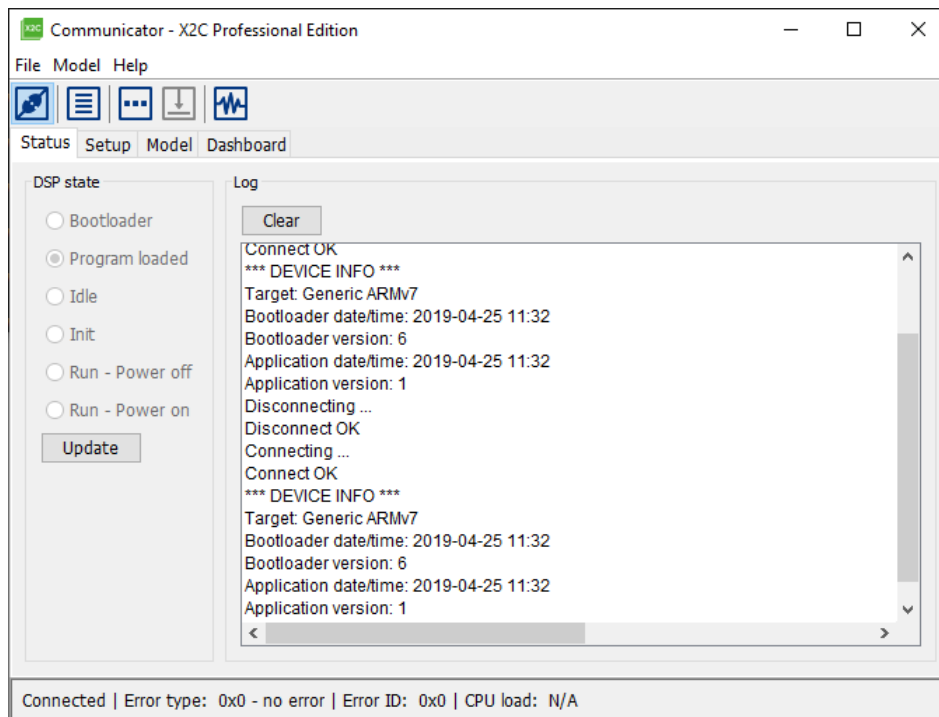 X2C Communicator - X2C Professional Edition
File Model Help
Status Setup Model Dashboard
DSP state
Bootloader
Program loaded
Idle
Init
Run - Power off
Run - Power on
Update
Log
Clear
Connect OK
*** DEVICE INFO ***
Target: Generic ARMv7
Bootloader date/time: 2019-04-25 11:32
Bootloader version: 6
Application date/time: 2019-04-25 11:32
Application version: 1
Disconnecting ...
Disconnect OK
Connecting ...
Connect OK
*** DEVICE INFO ***
Target: Generic ARMv7
Bootloader date/time: 2019-04-25 11:32
Bootloader version: 6
Application date/time: 2019-04-25 11:32
Application version: 1
Connected | Error type: 0x0 - no error | Error ID: 0x0 | CPU load: N/A